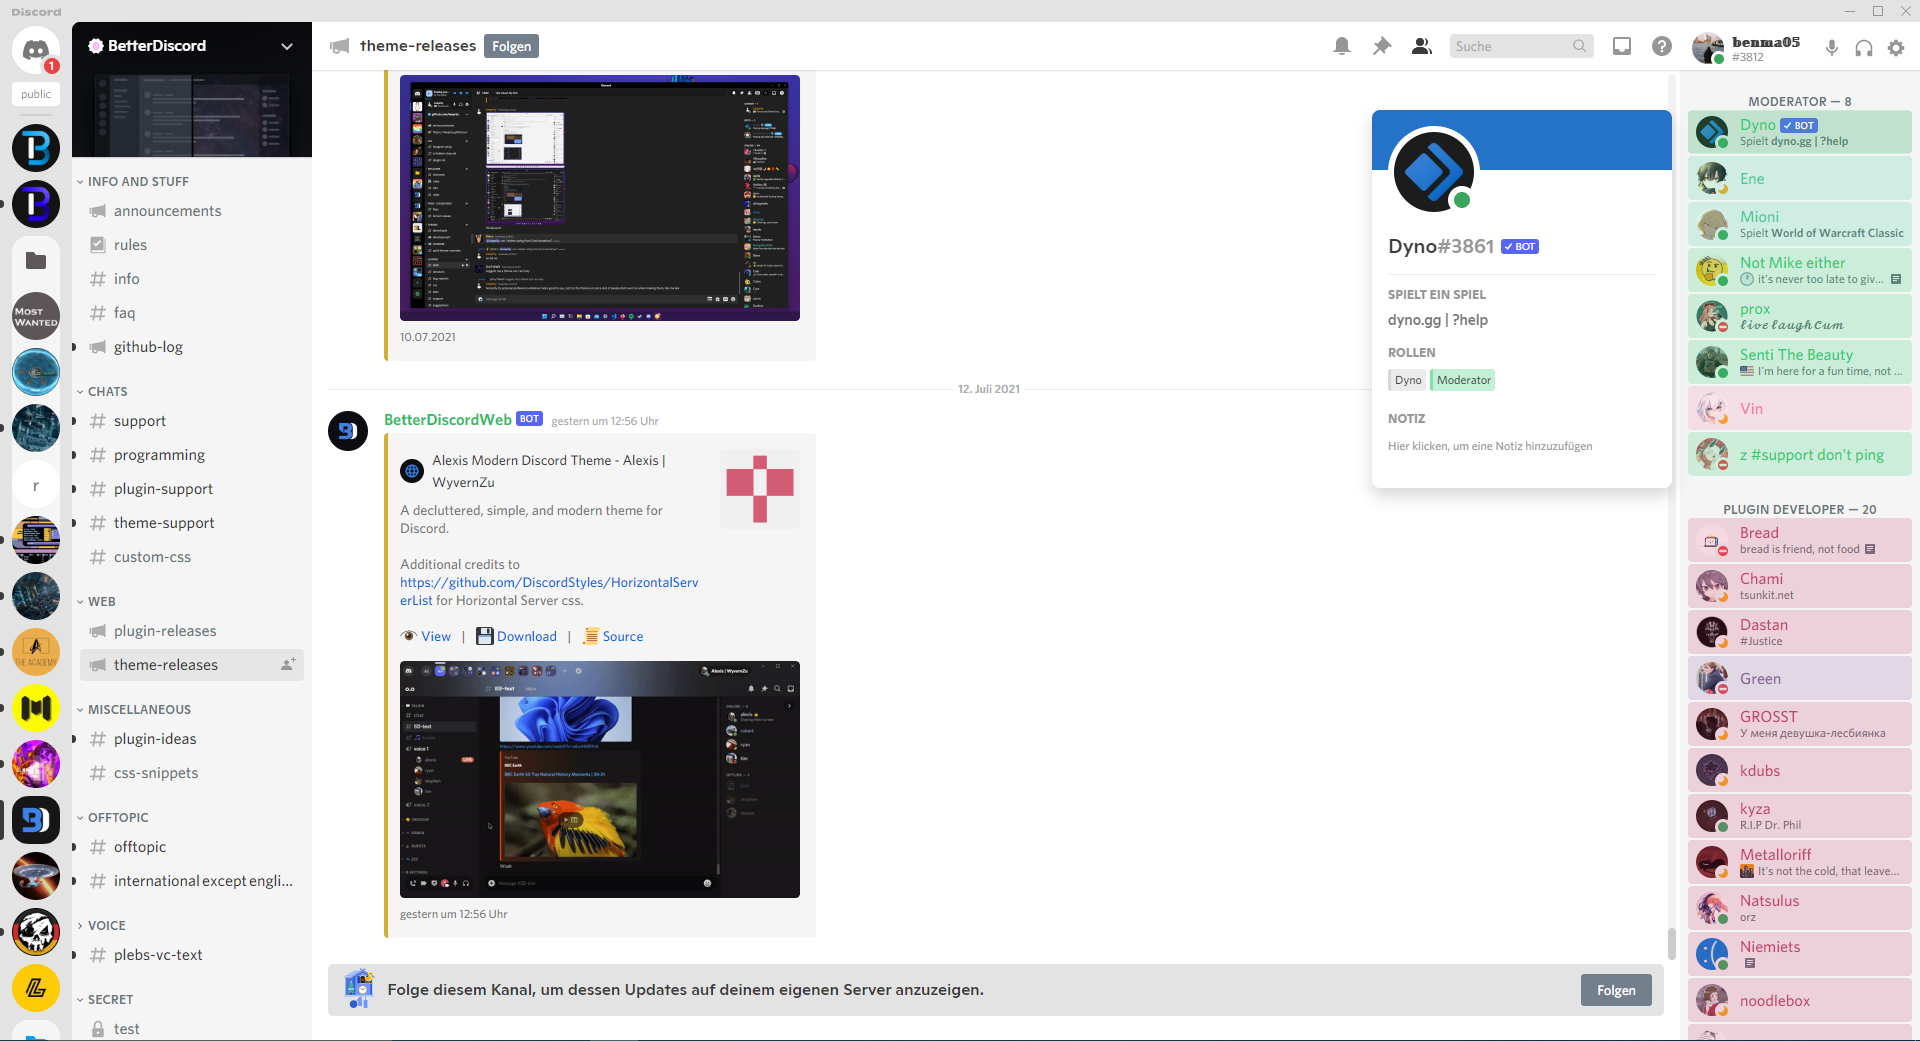 Discord
1
public
MOST WANTED
r
THE ACADEMY
BetterDiscord
INFO AND STUFF
announcements
rules
info
faq
github-log
CHATS
support
programming
plugin-support
theme-support
custom-css
WEB
plugin-releases
theme-releases
MISCELLANEOUS
plugin-ideas
css-snippets
OFFTOPIC
offtopic
international except engli...
VOICE
plebs-vc-text
SECRET
test
theme-releases Folgen
Suche
benma05
#3812
10.07.2021
12. Juli 2021
BetterDiscordWeb BOT gestern um 12:56 Uhr
Alexis Modern Discord Theme - Alexis |
WyvernZu
A decluttered, simple, and modern theme for
Discord.
Additional credits to
https://github.com/DiscordStyles/HorizontalServ
erList for Horizontal Server css.
View | Download | Source
gestern um 12:56 Uhr
Folge diesem Kanal, um dessen Updates auf deinem eigenen Server anzuzeigen.
Folgen
Dyno#3861 BOT
SPIELT EIN SPIEL
dyno.gg | ?help
ROLLEN
Dyno Moderator
NOTIZ
Hier klicken, um eine Notiz hinzuzufügen
MODERATOR — 8
Dyno BOT
Spielt dyno.gg | ?help
Ene
Mioni
Spielt World of Warcraft Classic
Not Mike either
it's never too late to giv...
prox
𝓵𝓲𝓿𝓮 𝓵𝓪𝓾𝓰𝓱 𝓒𝓾𝓶
Senti The Beauty
I'm here for a fun time, not ...
Vin
z #support don't ping
PLUGIN DEVELOPER — 20
Bread
bread is friend, not food
Chami
tsunkit.net
Dastan
#Justice
Green
GROSST
У меня девушка-лесбиянка
kdubs
kyza
R.I.P Dr. Phil
Metalloriff
It's not the cold, that leave...
Natsulus
orz
Niemiets
noodlebox